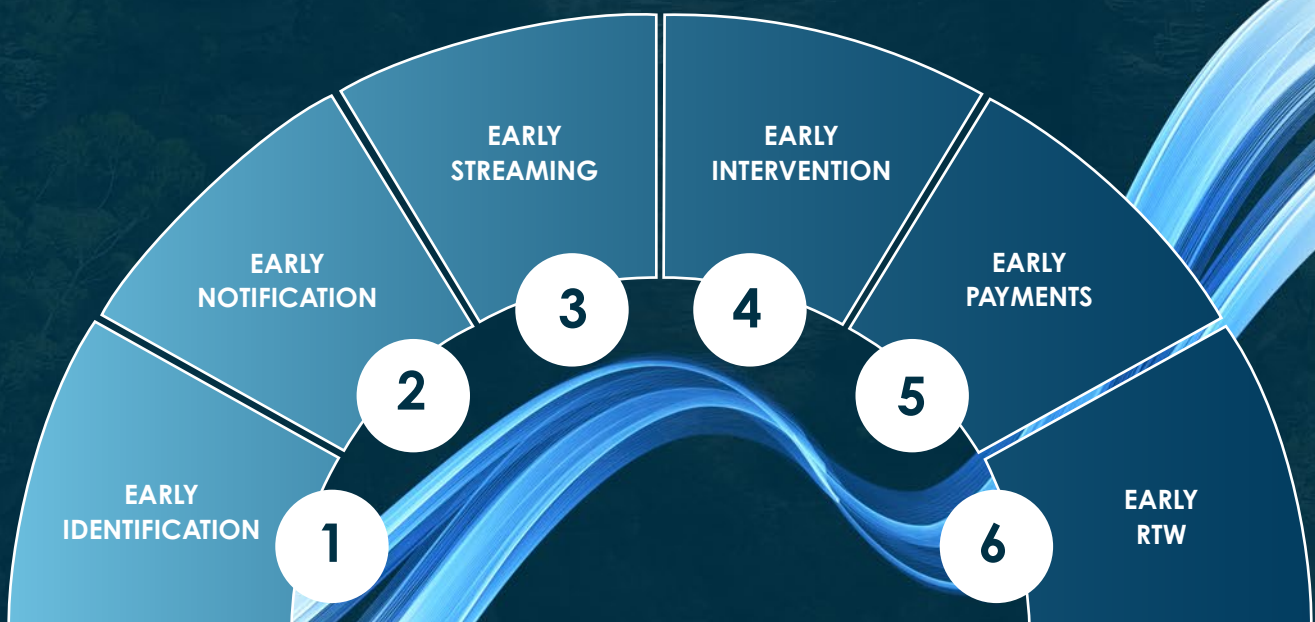 EARLY
IDENTIFICATION
1
EARLY
NOTIFICATION
2
EARLY
STREAMING
3
EARLY
INTERVENTION
4
EARLY
PAYMENTS
5
EARLY
RTW
6